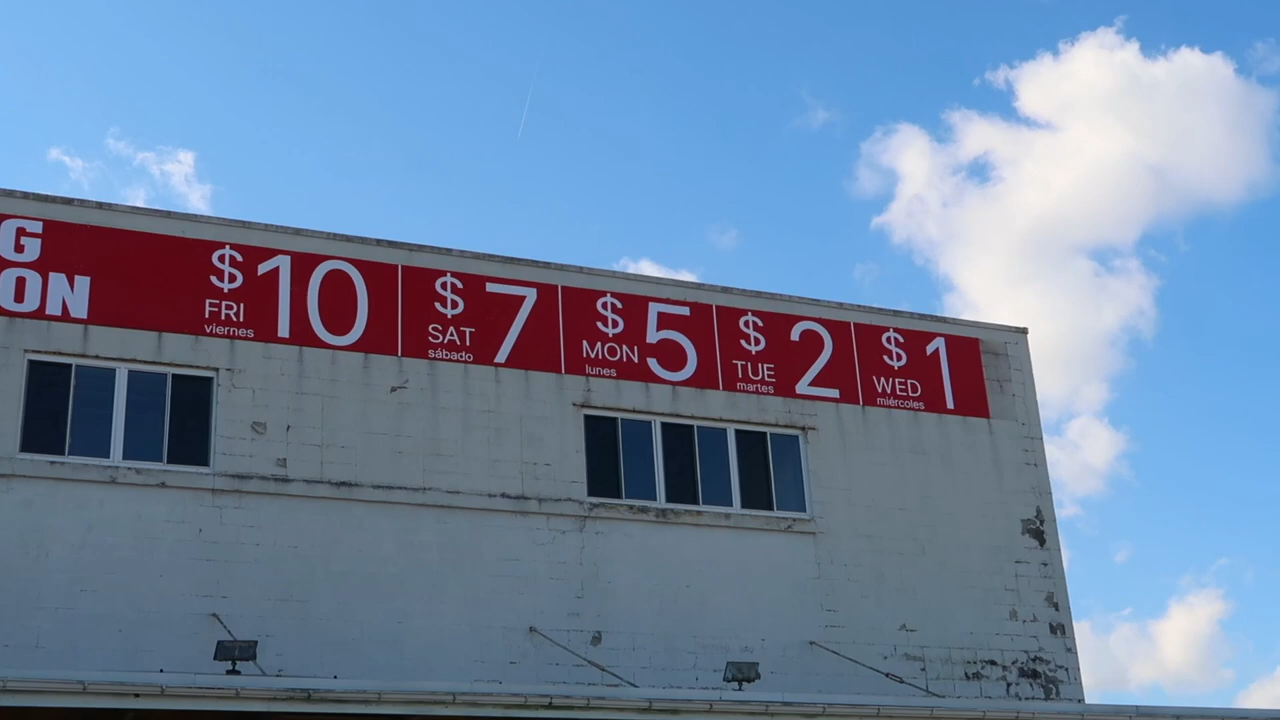 G
ON
$10
FRI
viernes
$7
SAT
sábado
$5
MON
lunes
$2
TUE
martes
$1
WED
miércoles